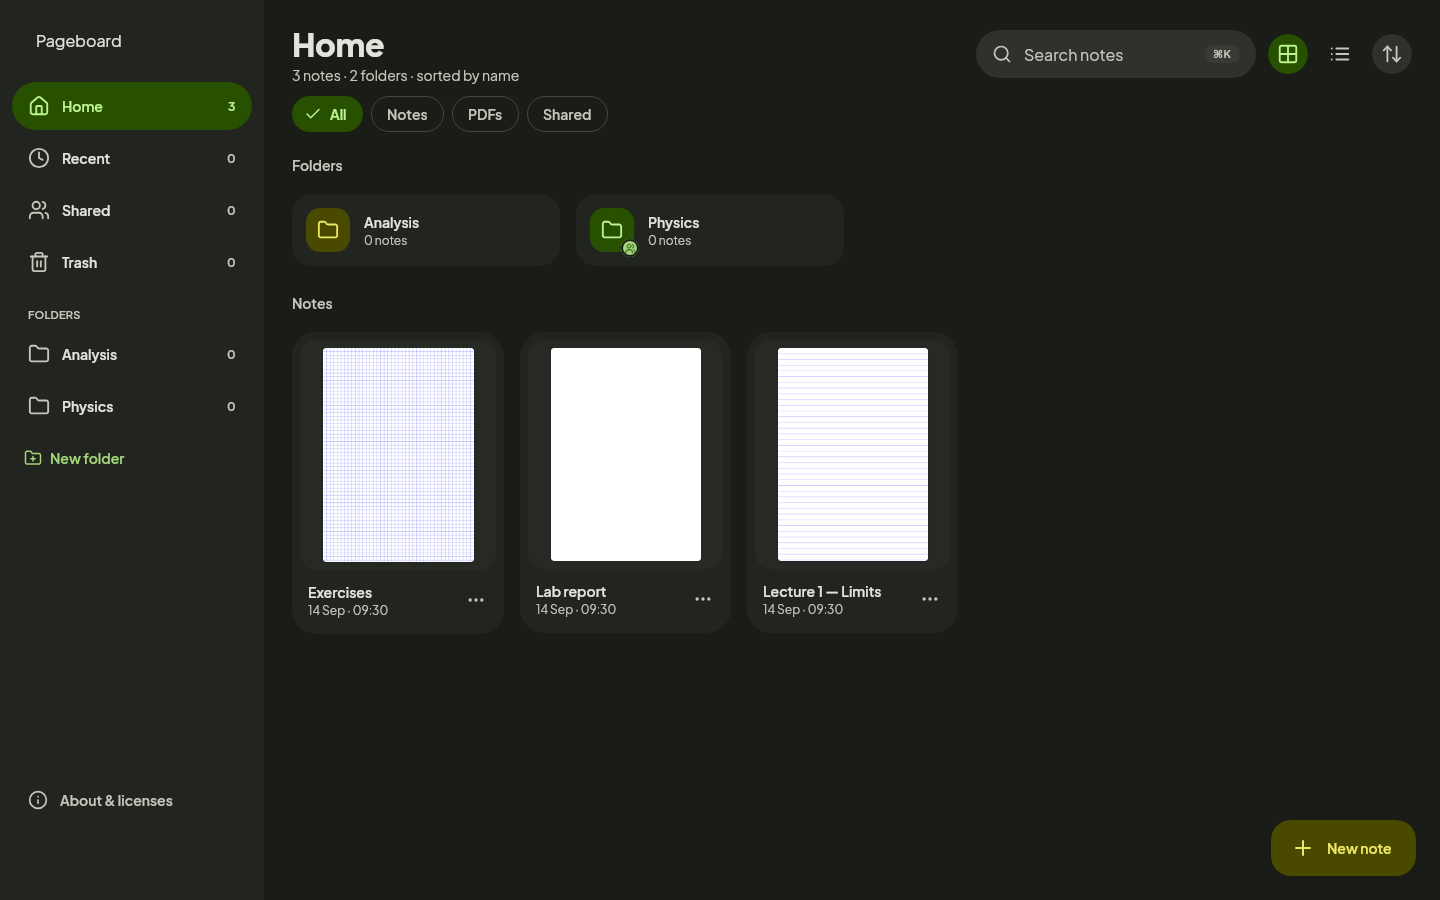 Pageboard
Home 3
Recent 0
Shared 0
Trash 0
FOLDERS
Analysis 0
Physics 0
New folder
About & licenses
Home
3 notes · 2 folders · sorted by name
Search notes ⌘K
All Notes PDFs Shared
Folders
Analysis
0 notes
Physics
0 notes
Notes
Exercises
14 Sep · 09:30
Lab report
14 Sep · 09:30
Lecture 1 — Limits
14 Sep · 09:30
New note